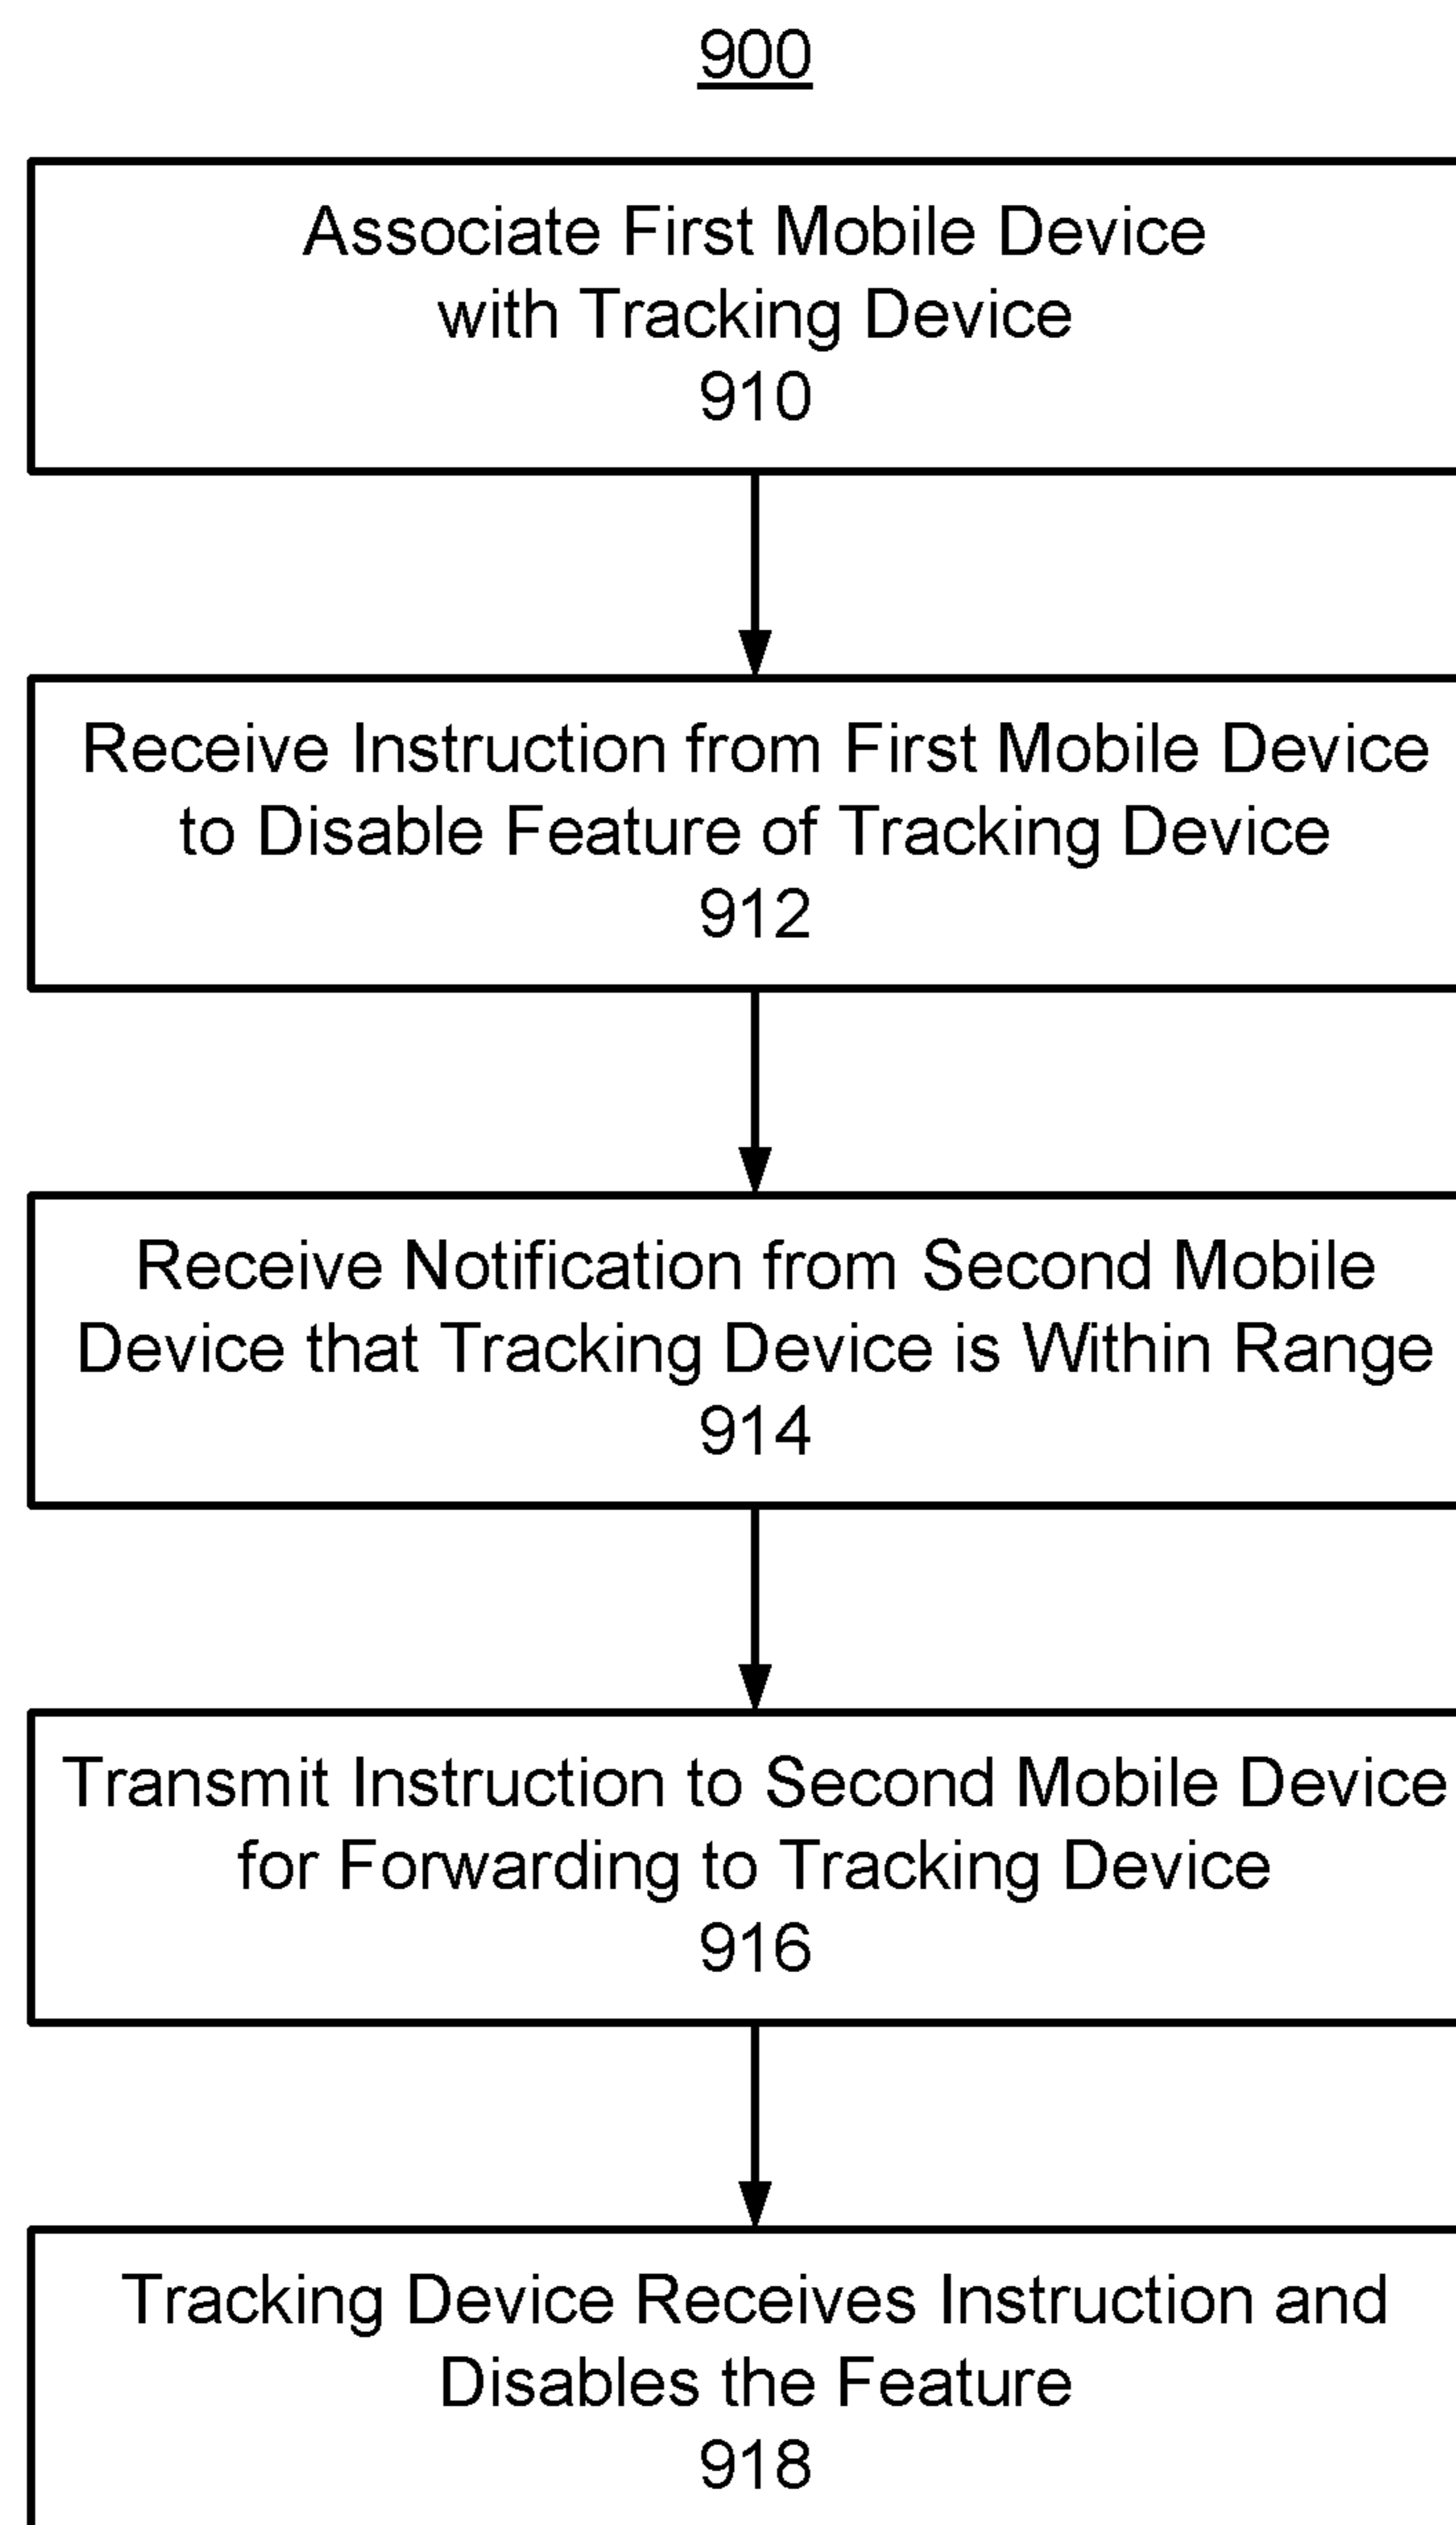 900
Associate First Mobile Device
with Tracking Device
910
Receive Instruction from First Mobile Device
to Disable Feature of Tracking Device
912
Receive Notification from Second Mobile
Device that Tracking Device is Within Range
914
Transmit Instruction to Second Mobile Device
for Forwarding to Tracking Device
916
Tracking Device Receives Instruction and
Disables the Feature
918